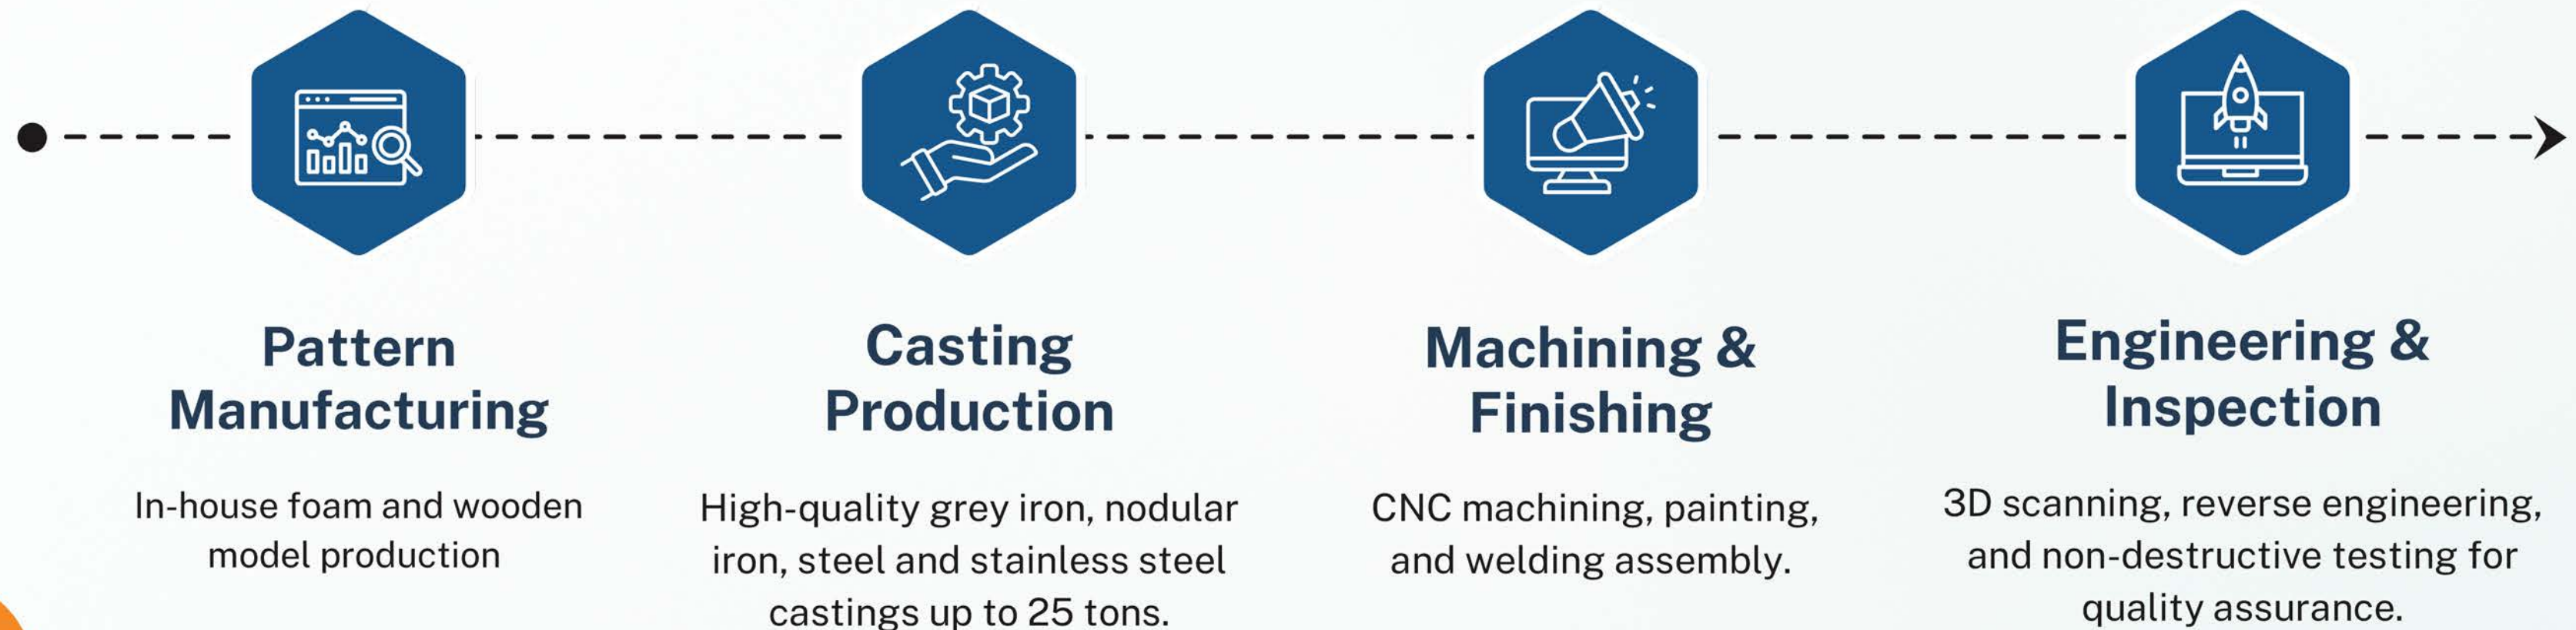 Pattern
Manufacturing
In-house foam and wooden
model production
Casting
Production
High-quality grey iron, nodular
iron, steel and stainless steel
castings up to 25 tons.
Machining &
Finishing
CNC machining, painting,
and welding assembly.
Engineering &
Inspection
3D scanning, reverse engineering,
and non-destructive testing for
quality assurance.